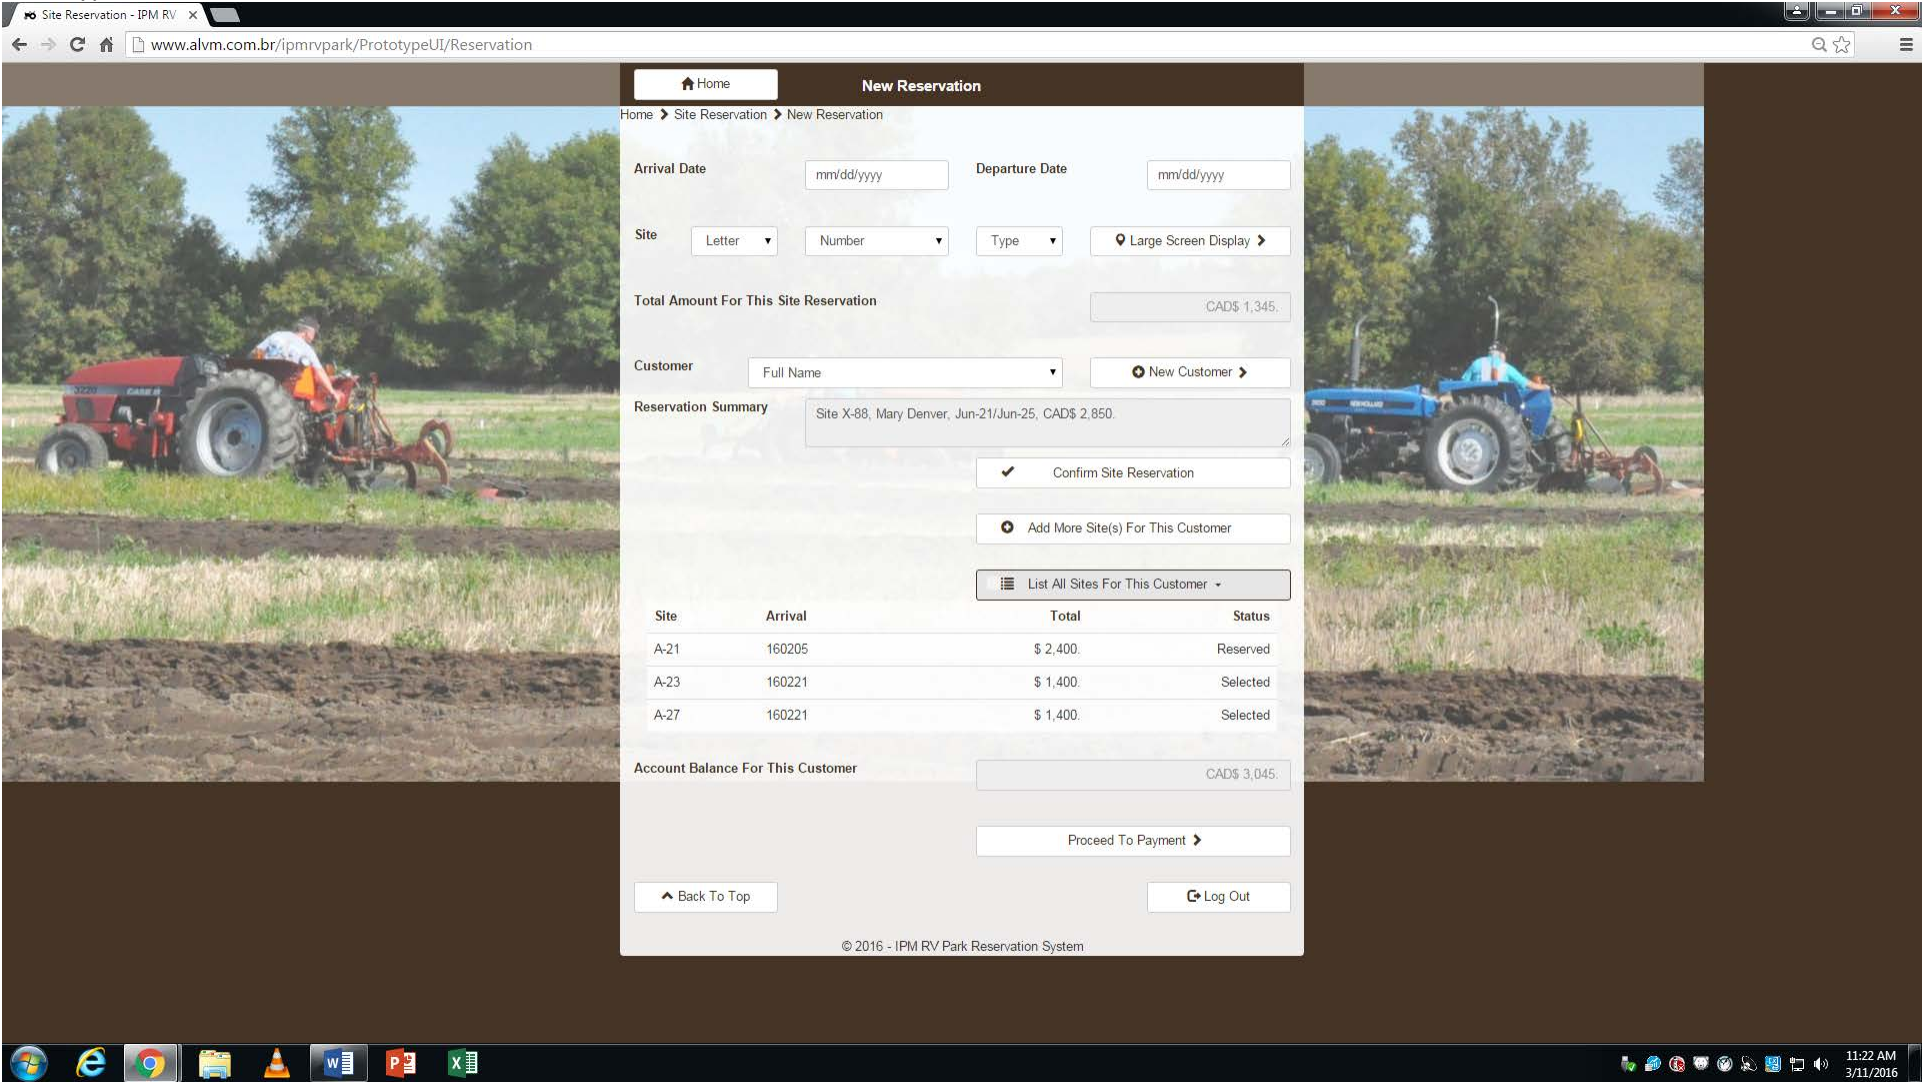 Site Reservation - IPM RV
www.alvm.com.br/ipmrvpark/PrototypeUI/Reservation
Home New Reservation
Home Site Reservation New Reservation
Arrival Date mm/dd/yyyy Departure Date mm/dd/yyyy
Site Letter Number Type Large Screen Display
Total Amount For This Site Reservation CAD$ 1,345.
Customer Full Name New Customer
Reservation Summary Site X-88, Mary Denver, Jun-21/Jun-25, CAD$ 2,850.
Confirm Site Reservation
Add More Site(s) For This Customer
List All Sites For This Customer
Site Arrival Total Status
A-21 160205 $ 2,400. Reserved
A-23 160221 $ 1,400. Selected
A-27 160221 $ 1,400. Selected
Account Balance For This Customer CAD$ 3,045.
Proceed To Payment
Back To Top Log Out
© 2016 - IPM RV Park Reservation System
11:22 AM
3/11/2016